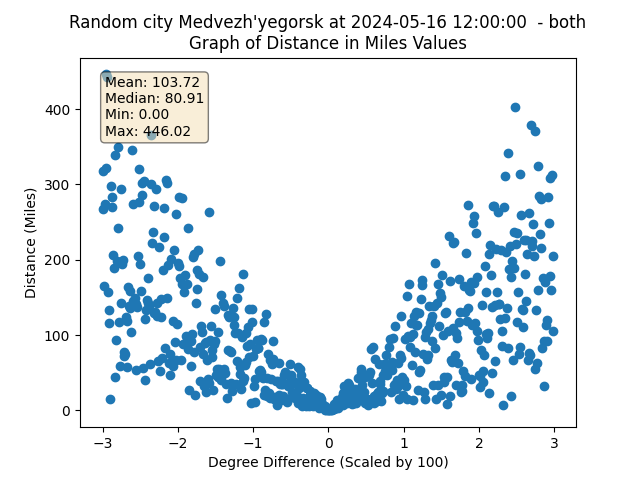 Random city Medvezh'yegorsk at 2024-05-16 12:00:00  - both
Graph of Distance in Miles Values
Mean: 103.72
Median: 80.91
Min: 0.00
Max: 446.02
Distance (Miles)
400
300
200
100
0
−3
−2
−1
0
1
2
3
Degree Difference (Scaled by 100)